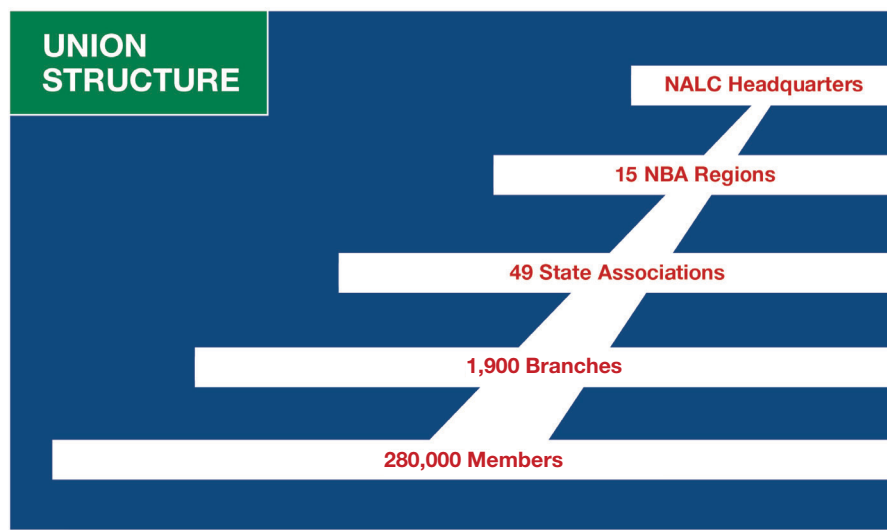 UNION
STRUCTURE
NALC Headquarters
15 NBA Regions
49 State Associations
1,900 Branches
280,000 Members